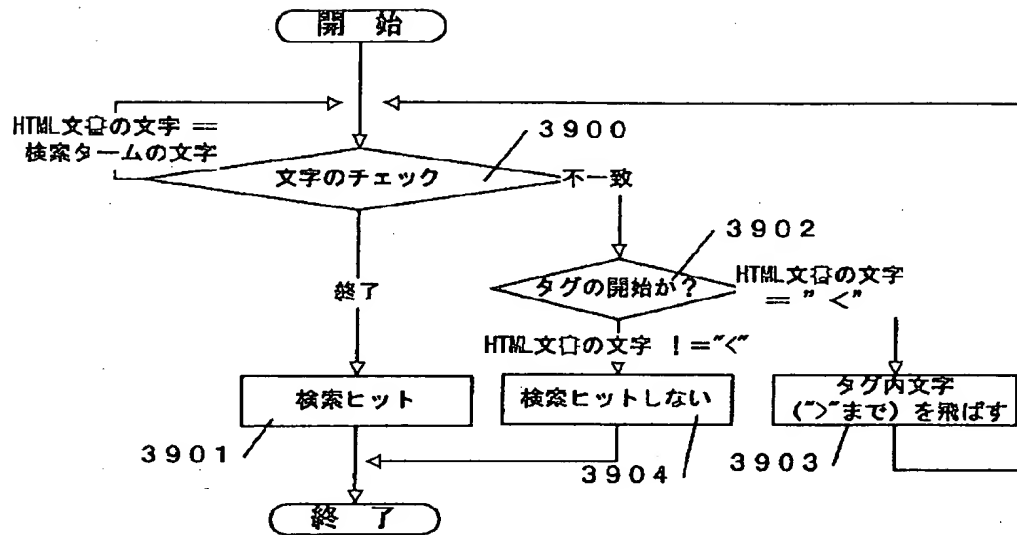 開 始
HTML文書の文字 ==
検索タームの文字
3900
文字のチェック
不一致
3902
タグの開始か?
HTML文書の文字
= "<"
終了
HTML文書の文字 !="<"
検索ヒット
検索ヒットしない
タグ内文字
(">"まで) を飛ばす
3901
3904
3903
終 了